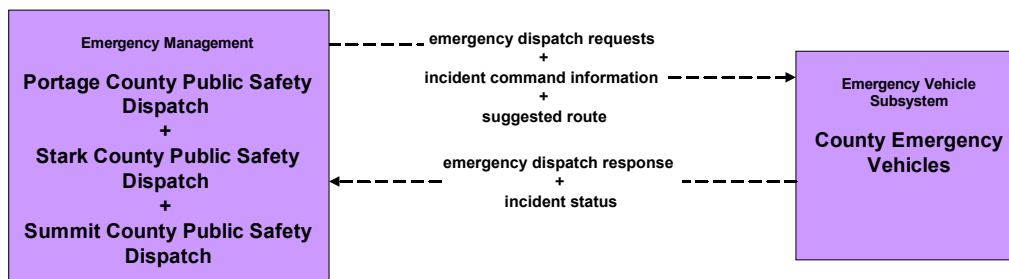 Emergency Management
Portage County Public Safety
Dispatch
+
Stark County Public Safety
Dispatch
+
Summit County Public Safety
Dispatch
emergency dispatch requests
+
incident command information
+
suggested route
emergency dispatch response
+
incident status
Emergency Vehicle
Subsystem
County Emergency
Vehicles